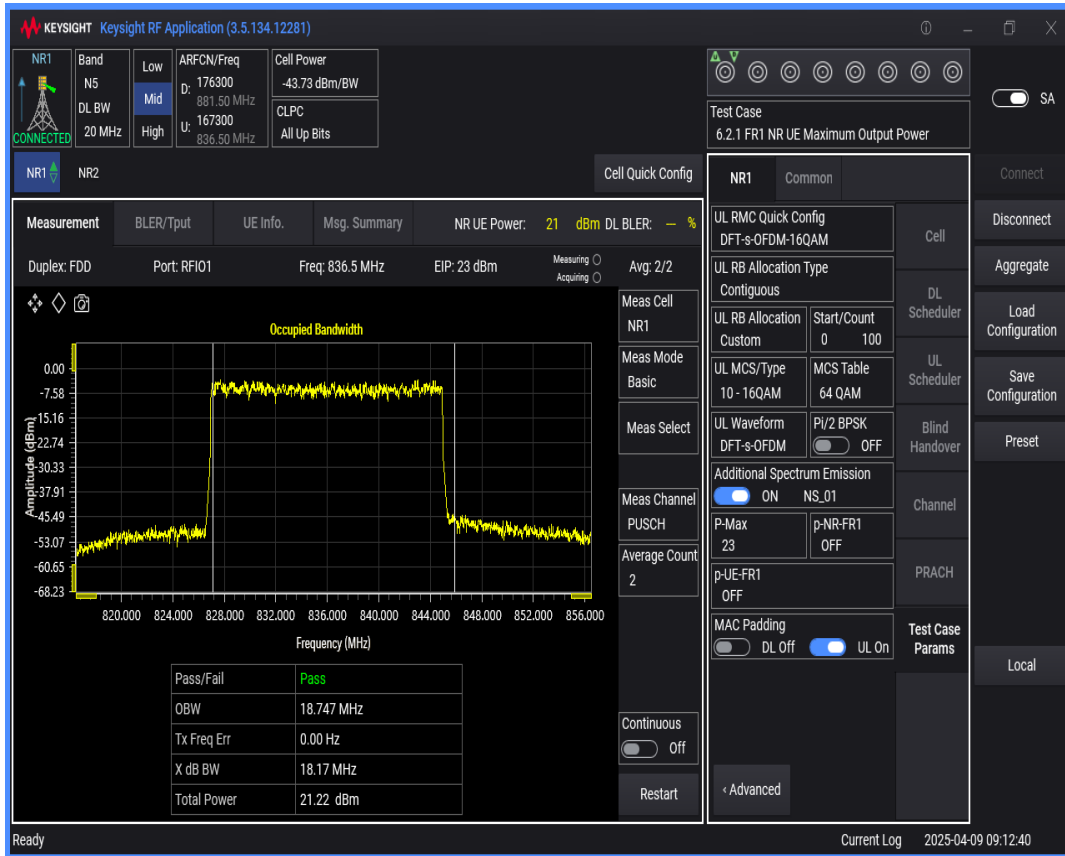 KEYSIGHT Keysight RF Application (3.5.134.12281)
NR1
CONNECTED
Band
N5
DL BW
20 MHz
Low
Mid
High
ARFCN/Freq
D: 176300
881.50 MHz
U: 167300
836.50 MHz
Cell Power
-43.73 dBm/BW
CLPC
All Up Bits
Test Case
6.2.1 FR1 NR UE Maximum Output Power
SA
NR1 NR2
Cell Quick Config
Measurement BLER/Tput UE Info. Msg. Summary NR UE Power: 21 dBm DL BLER: — %
Duplex: FDD Port: RFIO1 Freq: 836.5 MHz EIP: 23 dBm Measuring Acquiring Avg: 2/2
Occupied Bandwidth
Amplitude (dBm)
0.00
-7.58
-15.16
-22.74
-30.33
-37.91
-45.49
-53.07
-60.65
-68.23
820.000 824.000 828.000 832.000 836.000 840.000 844.000 848.000 852.000 856.000
Frequency (MHz)
Pass/Fail Pass
OBW 18.747 MHz
Tx Freq Err 0.00 Hz
X dB BW 18.17 MHz
Total Power 21.22 dBm
Meas Cell
NR1
Meas Mode
Basic
Meas Select
Meas Channel
PUSCH
Average Count
2
Continuous
Off
Restart
NR1 Common
UL RMC Quick Config
DFT-s-OFDM-16QAM
UL RB Allocation Type
Contiguous
UL RB Allocation
Custom
Start/Count
0 100
UL MCS/Type
10 - 16QAM
MCS Table
64 QAM
UL Waveform
DFT-s-OFDM
Pi/2 BPSK
OFF
Additional Spectrum Emission
ON NS_01
P-Max
23
p-NR-FR1
OFF
p-UE-FR1
OFF
MAC Padding
DL Off UL On
‹ Advanced
Cell
DL
Scheduler
UL
Scheduler
Blind
Handover
Channel
PRACH
Test Case
Params
Connect
Disconnect
Aggregate
Load
Configuration
Save
Configuration
Preset
Local
Ready
Current Log 2025-04-09 09:12:40